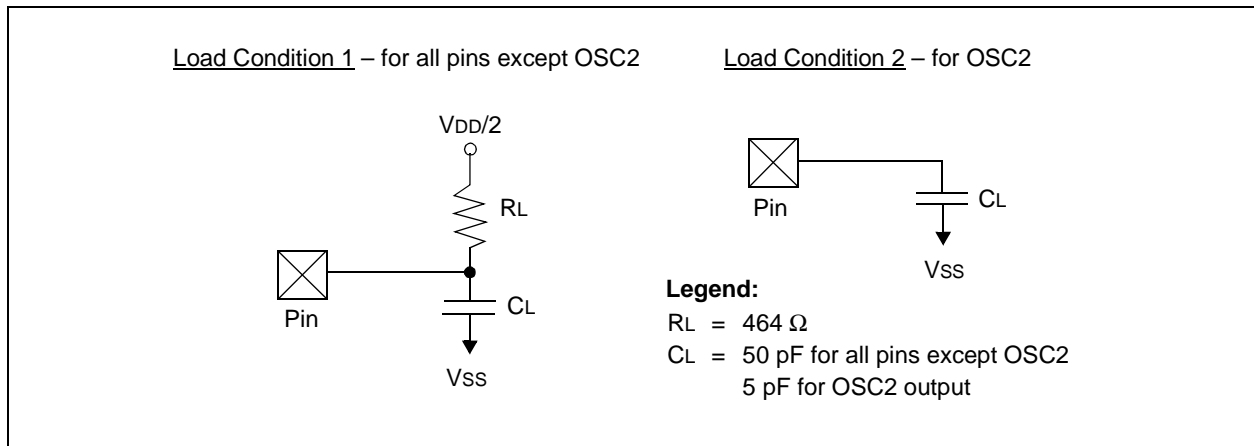 Load Condition 1 – for all pins except OSC2
VDD/2
RL
Pin
CL
VSS
Load Condition 2 – for OSC2
Pin
CL
VSS
Legend:
RL = 464 Ω
CL = 50 pF for all pins except OSC2
5 pF for OSC2 output